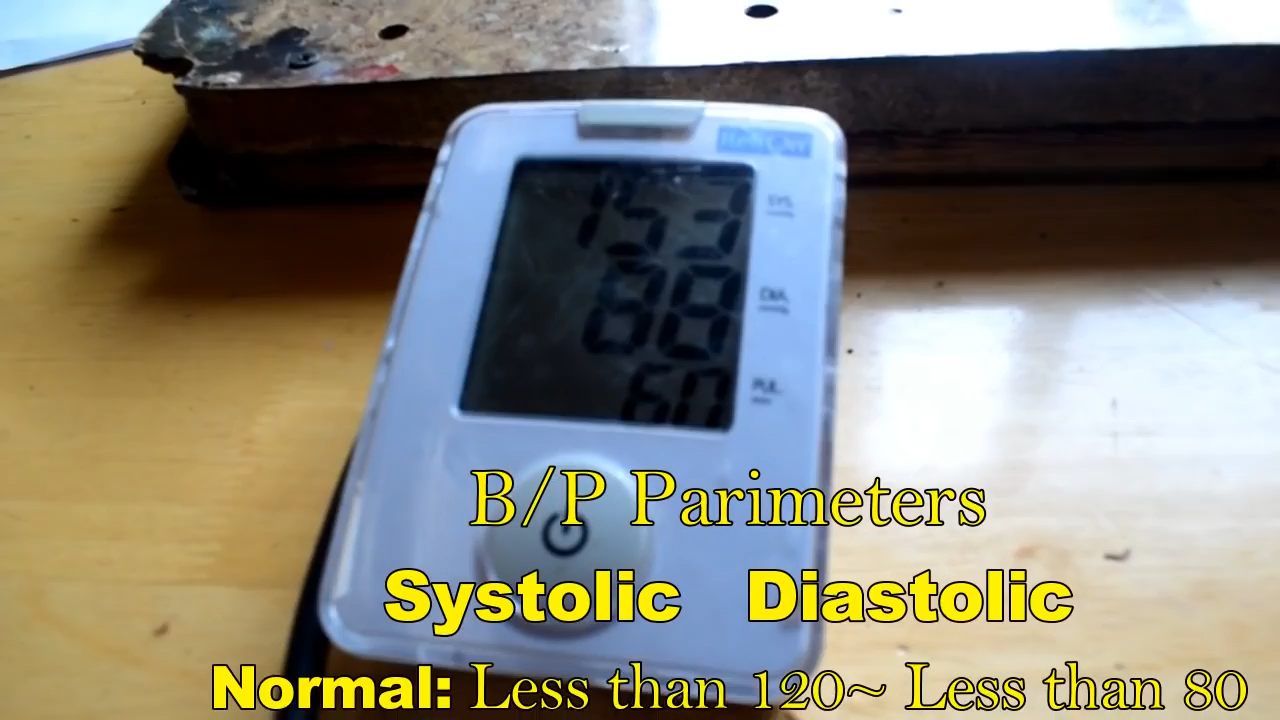 153
SYS.
88
DIA.
60
PUL.
B/P Parimeters
Systolic Diastolic
Normal: Less than 120~ Less than 80